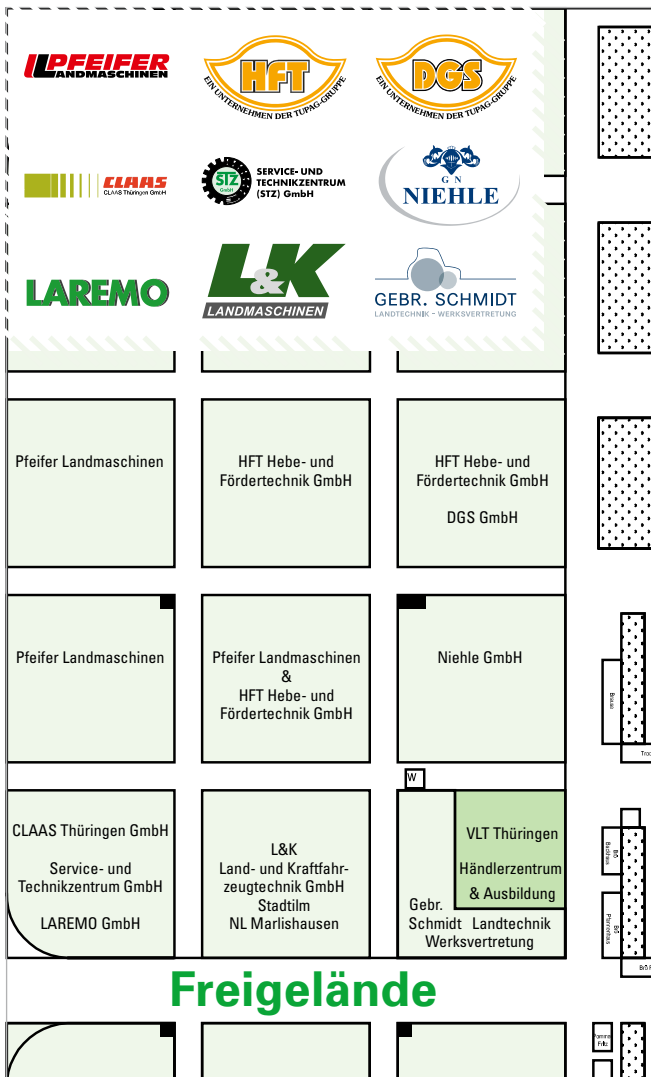 PFEIFER
LANDMASCHINEN
HFT
EIN UNTERNEHMEN DER TUPAG-GRUPPE
DGS
EIN UNTERNEHMEN DER TUPAG-GRUPPE
CLAAS
CLAAS Thüringen GmbH
STZ
GmbH
SERVICE- UND
TECHNIKZENTRUM
(STZ) GmbH
G N
NIEHLE
LAREMO
L&K
LANDMASCHINEN
GEBR. SCHMIDT
LANDTECHNIK - WERKSVERTRETUNG
Pfeifer Landmaschinen
HFT Hebe- und
Fördertechnik GmbH
HFT Hebe- und
Fördertechnik GmbH
DGS GmbH
Pfeifer Landmaschinen
Pfeifer Landmaschinen
&
HFT Hebe- und
Fördertechnik GmbH
Niehle GmbH
Brause
W
CLAAS Thüringen GmbH
Service- und
Technikzentrum GmbH
LAREMO GmbH
L&K
Land- und Kraftfahr-
zeugtechnik GmbH
Stadtilm
NL Marlishausen
VLT Thüringen
Händlerzentrum
& Ausbildung
Gebr.
Schmidt Landtechnik
Werksvertretung
Freigelände